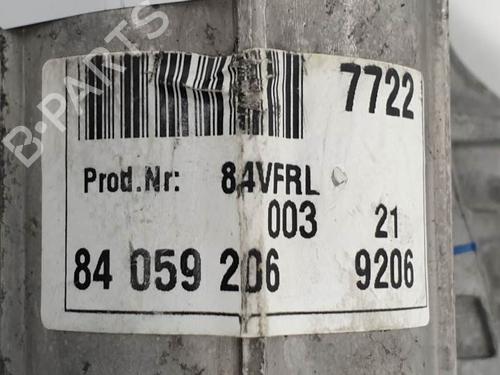 B-PARTS
7722
Prod.Nr: 84VFRL
003 21
84 059 206 9206